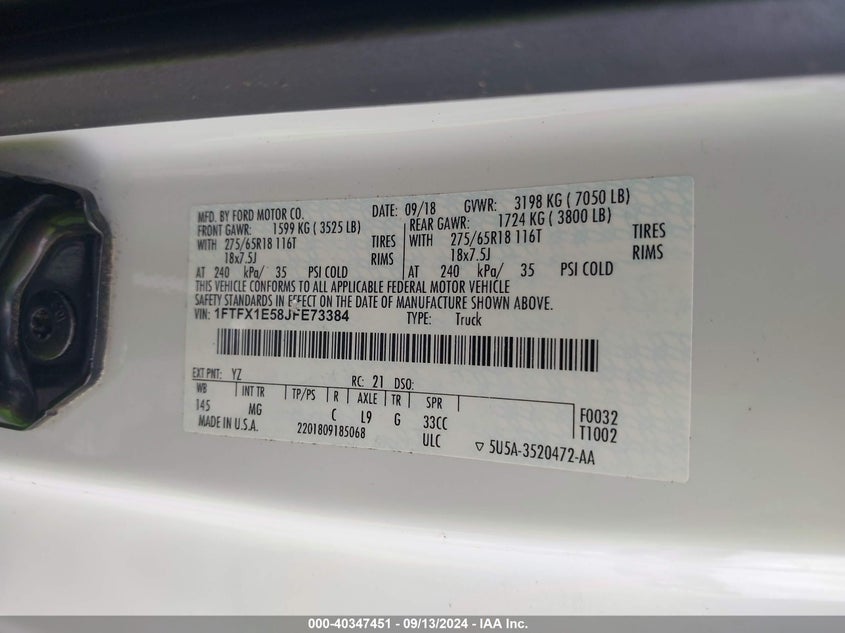 MFD. BY FORD MOTOR CO. DATE: 09/18 GVWR: 3198 KG ( 7050 LB)
FRONT GAWR: 1599 KG ( 3525 LB) REAR GAWR: 1724 KG ( 3800 LB)
WITH 275/65R18 116T TIRES WITH 275/65R18 116T TIRES
18x7.5J RIMS 18x7.5J RIMS
AT 240 kPa/ 35 PSI COLD AT 240 kPa/ 35 PSI COLD
THIS VEHICLE CONFORMS TO ALL APPLICABLE FEDERAL MOTOR VEHICLE
SAFETY STANDARDS IN EFFECT ON THE DATE OF MANUFACTURE SHOWN ABOVE.
VIN: 1FTFX1E58JFE73384 TYPE: Truck
EXT PNT: YZ RC: 21 DSO:
WB INT TR TP/PS R AXLE TR SPR F0032
145 MG C L9 G 33CC T1002
MADE IN U.S.A. 2201809185068 ULC
▽ 5U5A-3520472-AA
000-40347451 - 09/13/2024 - IAA Inc.